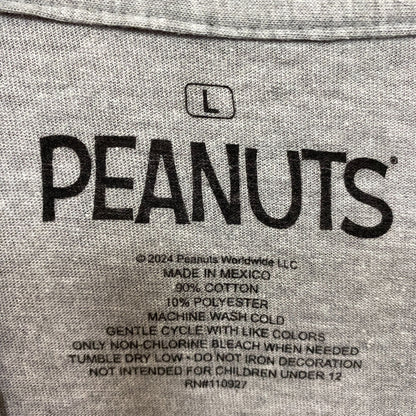 L
PEANUTS®
© 2024 Peanuts Worldwide LLC
MADE IN MEXICO
90% COTTON
10% POLYESTER
MACHINE WASH COLD
GENTLE CYCLE WITH LIKE COLORS
ONLY NON-CHLORINE BLEACH WHEN NEEDED
TUMBLE DRY LOW - DO NOT IRON DECORATION
NOT INTENDED FOR CHILDREN UNDER 12
RN#110927